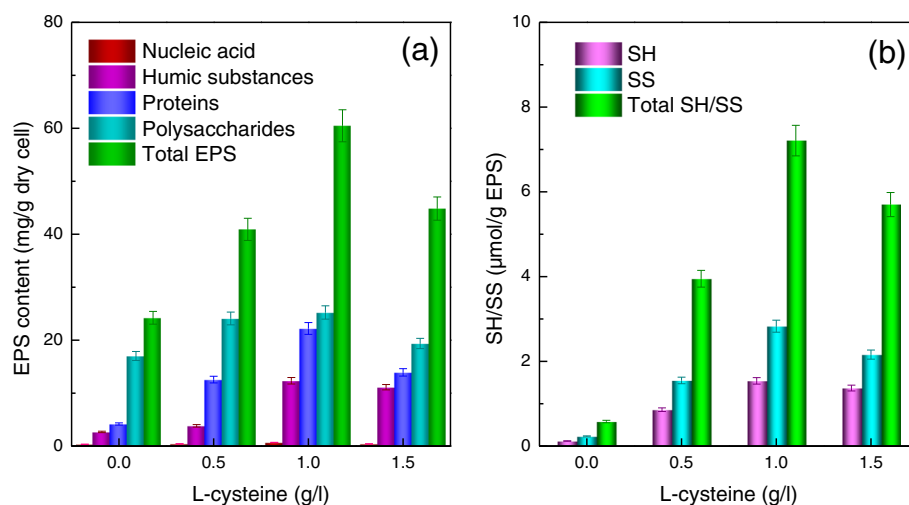 (a)
Nucleic acid
Humic substances
Proteins
Polysaccharides
Total EPS
EPS content (mg/g dry cell)
80
60
40
20
0
0.0 0.5 1.0 1.5
L-cysteine (g/l)
(b)
SH
SS
Total SH/SS
SH/SS (μmol/g EPS)
10
8
6
4
2
0
0.0 0.5 1.0 1.5
L-cysteine (g/l)